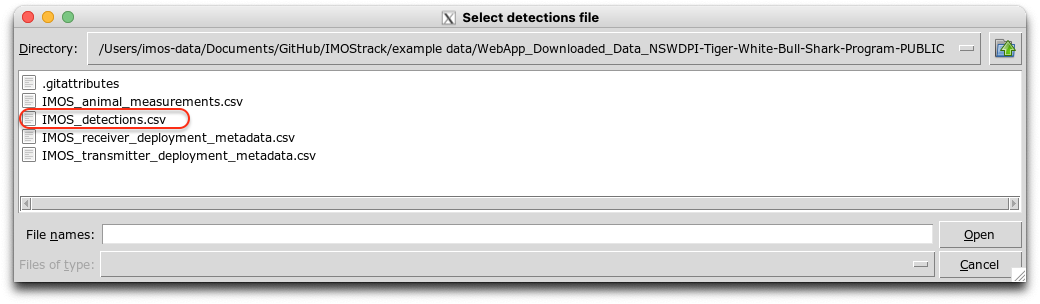 Select detections file
Directory: /Users/imos-data/Documents/GitHub/IMOStrack/example data/WebApp_Downloaded_Data_NSWDPI-Tiger-White-Bull-Shark-Program-PUBLIC
.gitattributes
IMOS_animal_measurements.csv
IMOS_detections.csv
IMOS_receiver_deployment_metadata.csv
IMOS_transmitter_deployment_metadata.csv
File names: Open
Files of type: Cancel